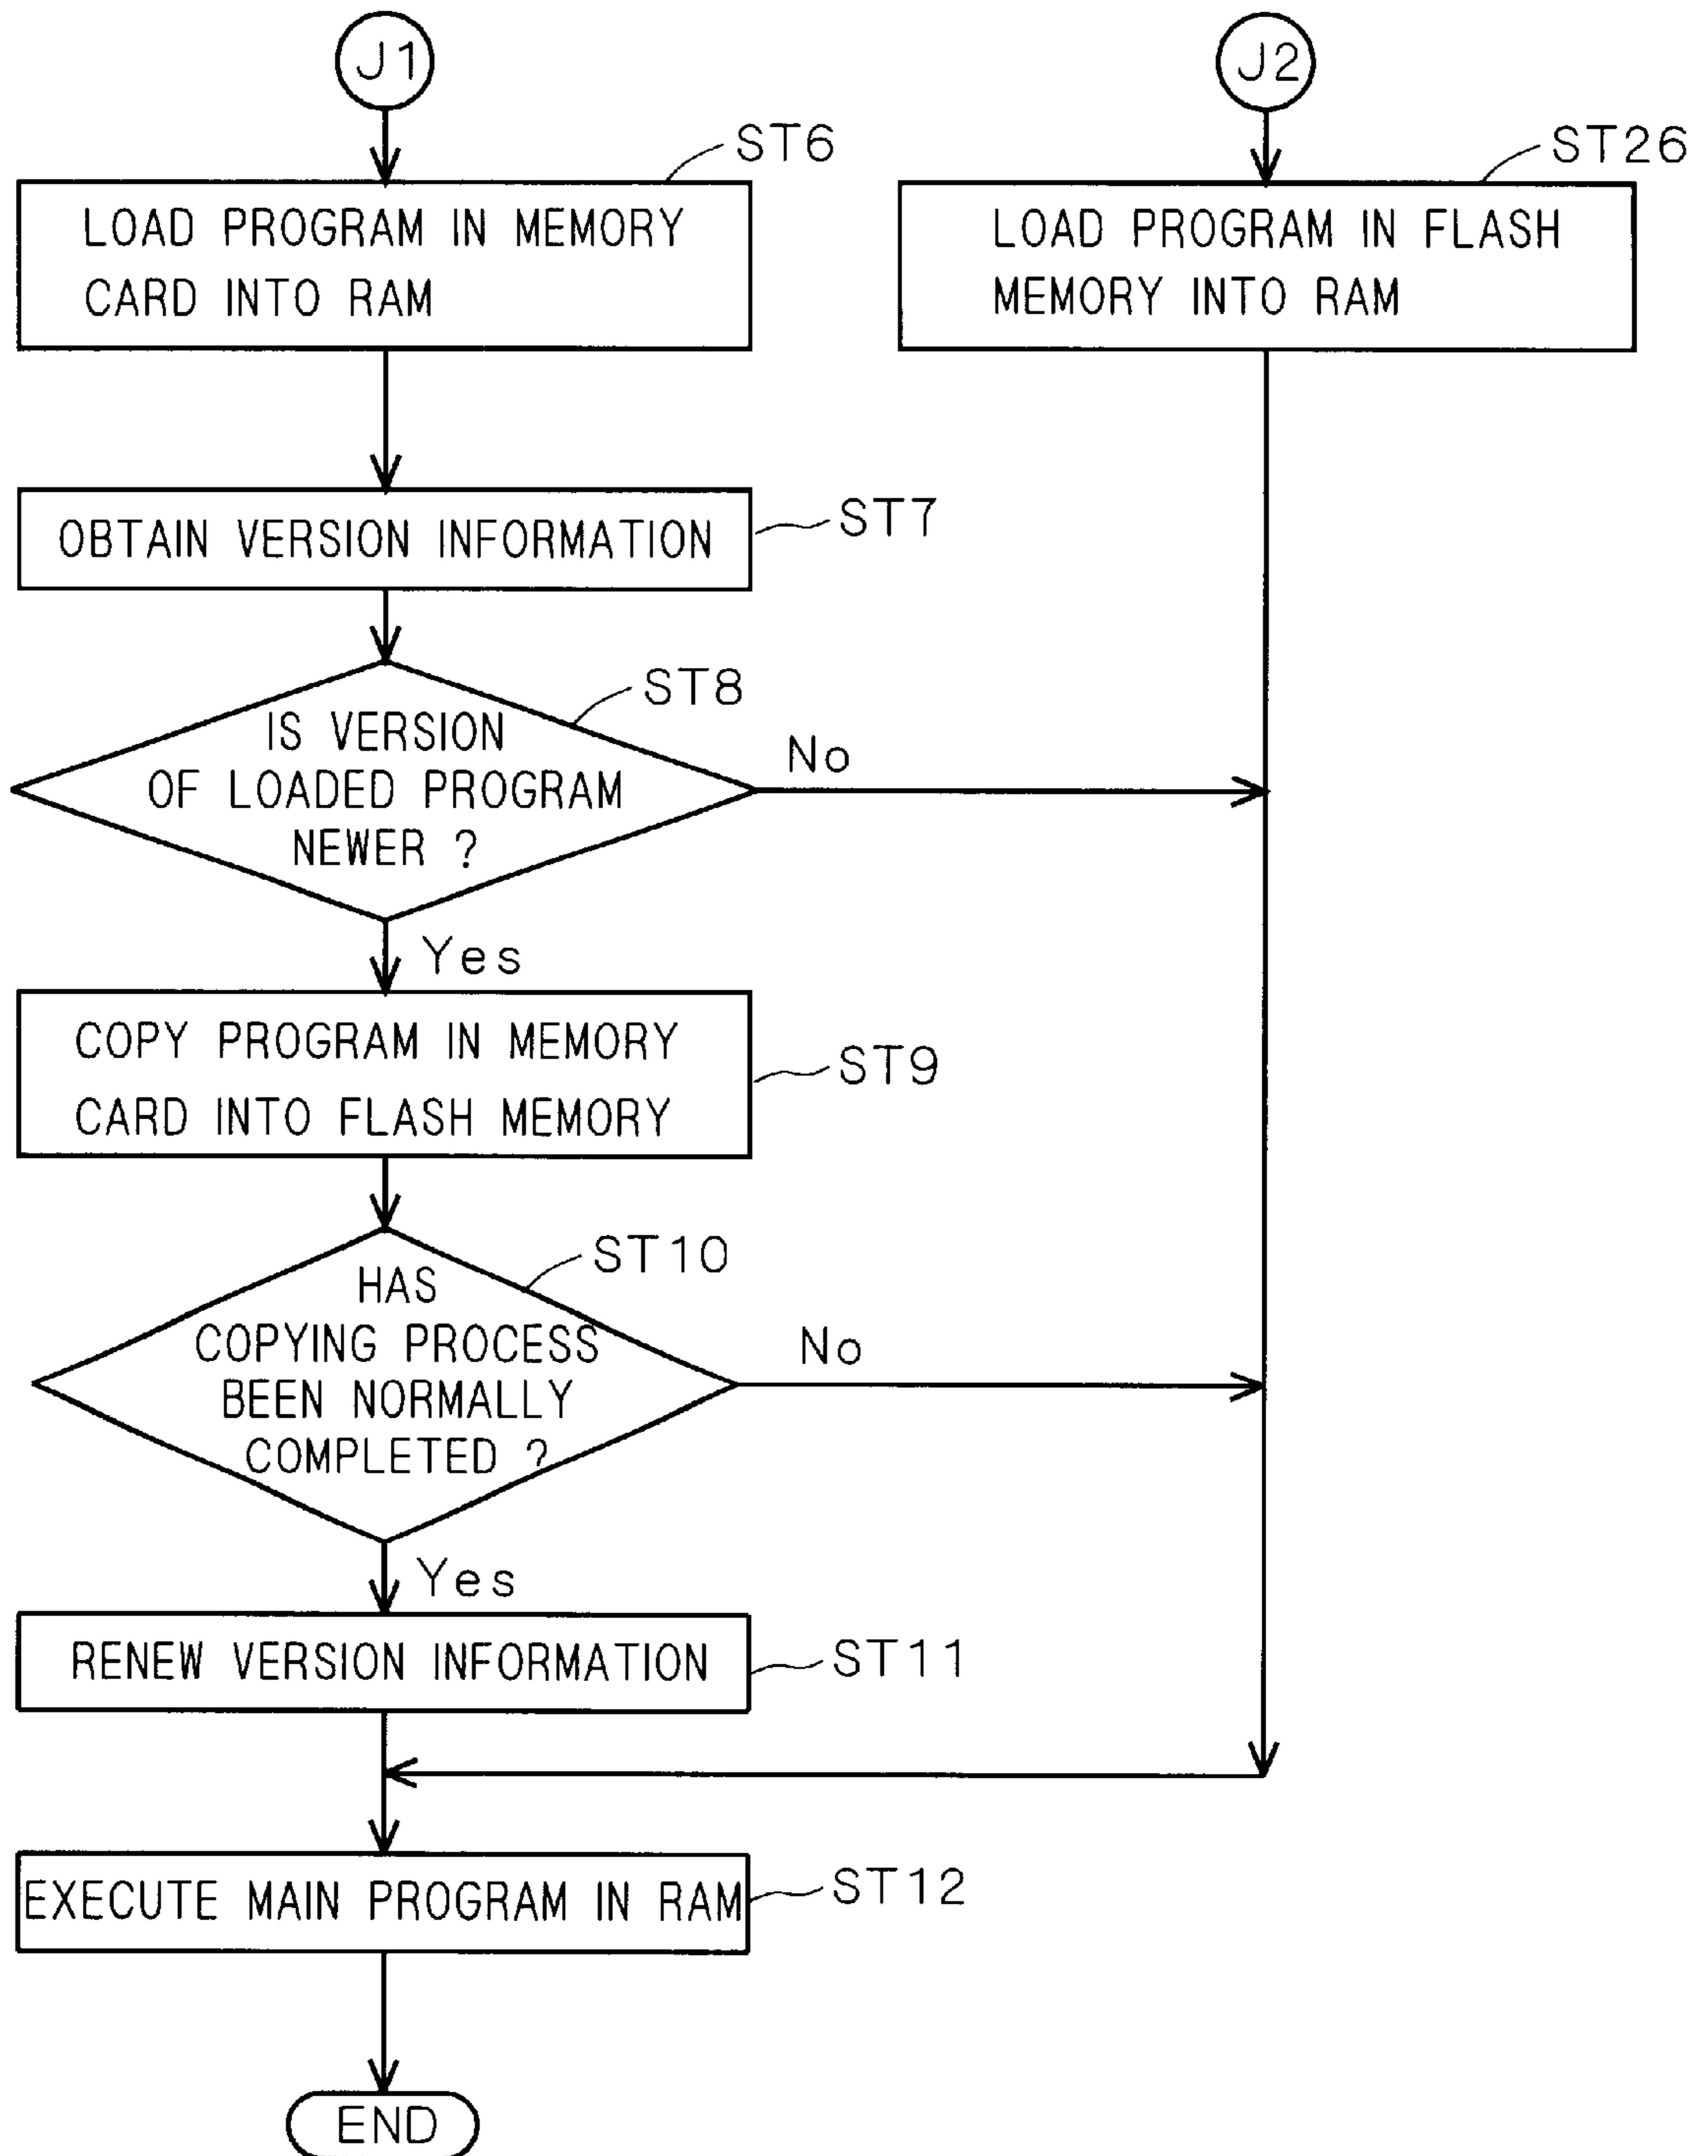 J1
J2
ST6
ST26
LOAD PROGRAM IN MEMORY
CARD INTO RAM
LOAD PROGRAM IN FLASH
MEMORY INTO RAM
OBTAIN VERSION INFORMATION
ST7
ST8
IS VERSION
OF LOADED PROGRAM
NEWER ?
No
Yes
COPY PROGRAM IN MEMORY
CARD INTO FLASH MEMORY
ST9
ST10
HAS
COPYING PROCESS
BEEN NORMALLY
COMPLETED ?
No
Yes
RENEW VERSION INFORMATION
ST11
EXECUTE MAIN PROGRAM IN RAM
ST12
END